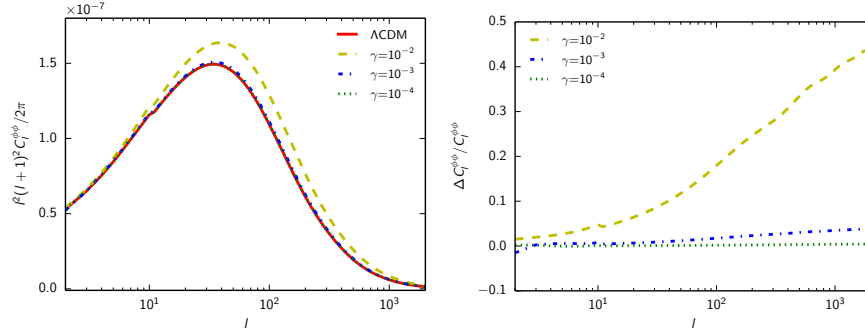 1e−7
ΛCDM
γ=10⁻²
γ=10⁻³
γ=10⁻⁴
1.5
1.0
0.5
0.0
l²(l+1)²C_l^{ϕϕ}/2π
10¹ 10² 10³
l
γ=10⁻²
γ=10⁻³
γ=10⁻⁴
0.5
0.4
0.3
0.2
0.1
0.0
−0.1
ΔC_l^{ϕϕ}/C_l^{ϕϕ}
10¹ 10² 10³
l